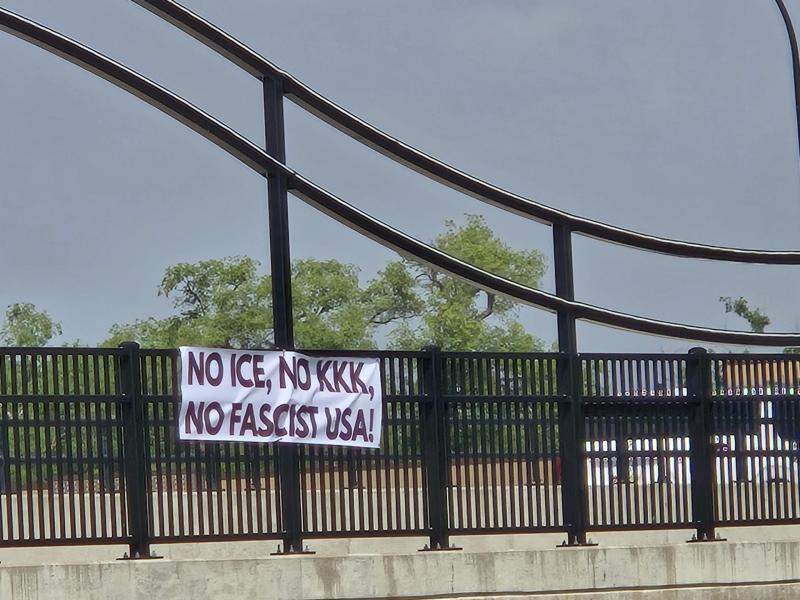 NO ICE, NO KKK,
NO FASCIST USA!